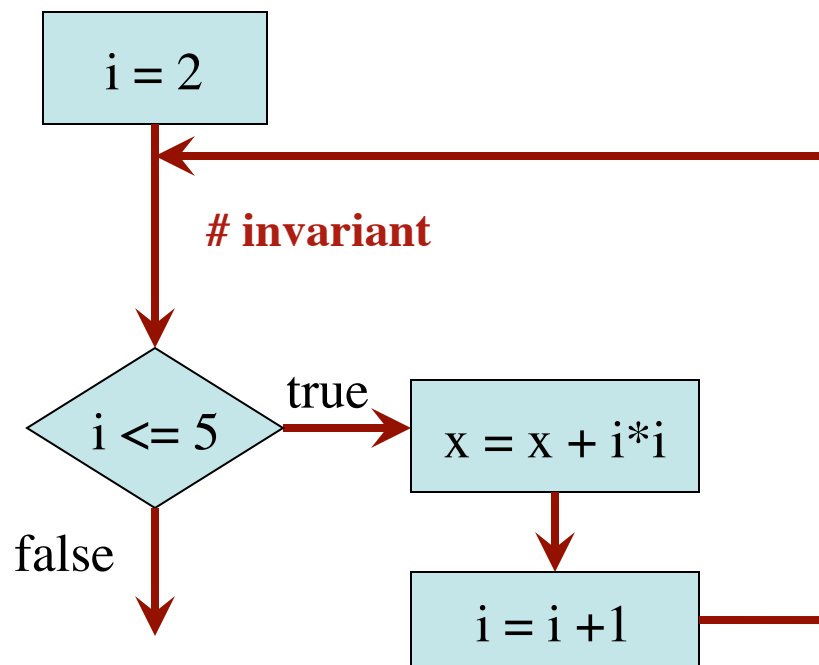 i = 2
# invariant
true
i <= 5
x = x + i*i
false
i = i +1